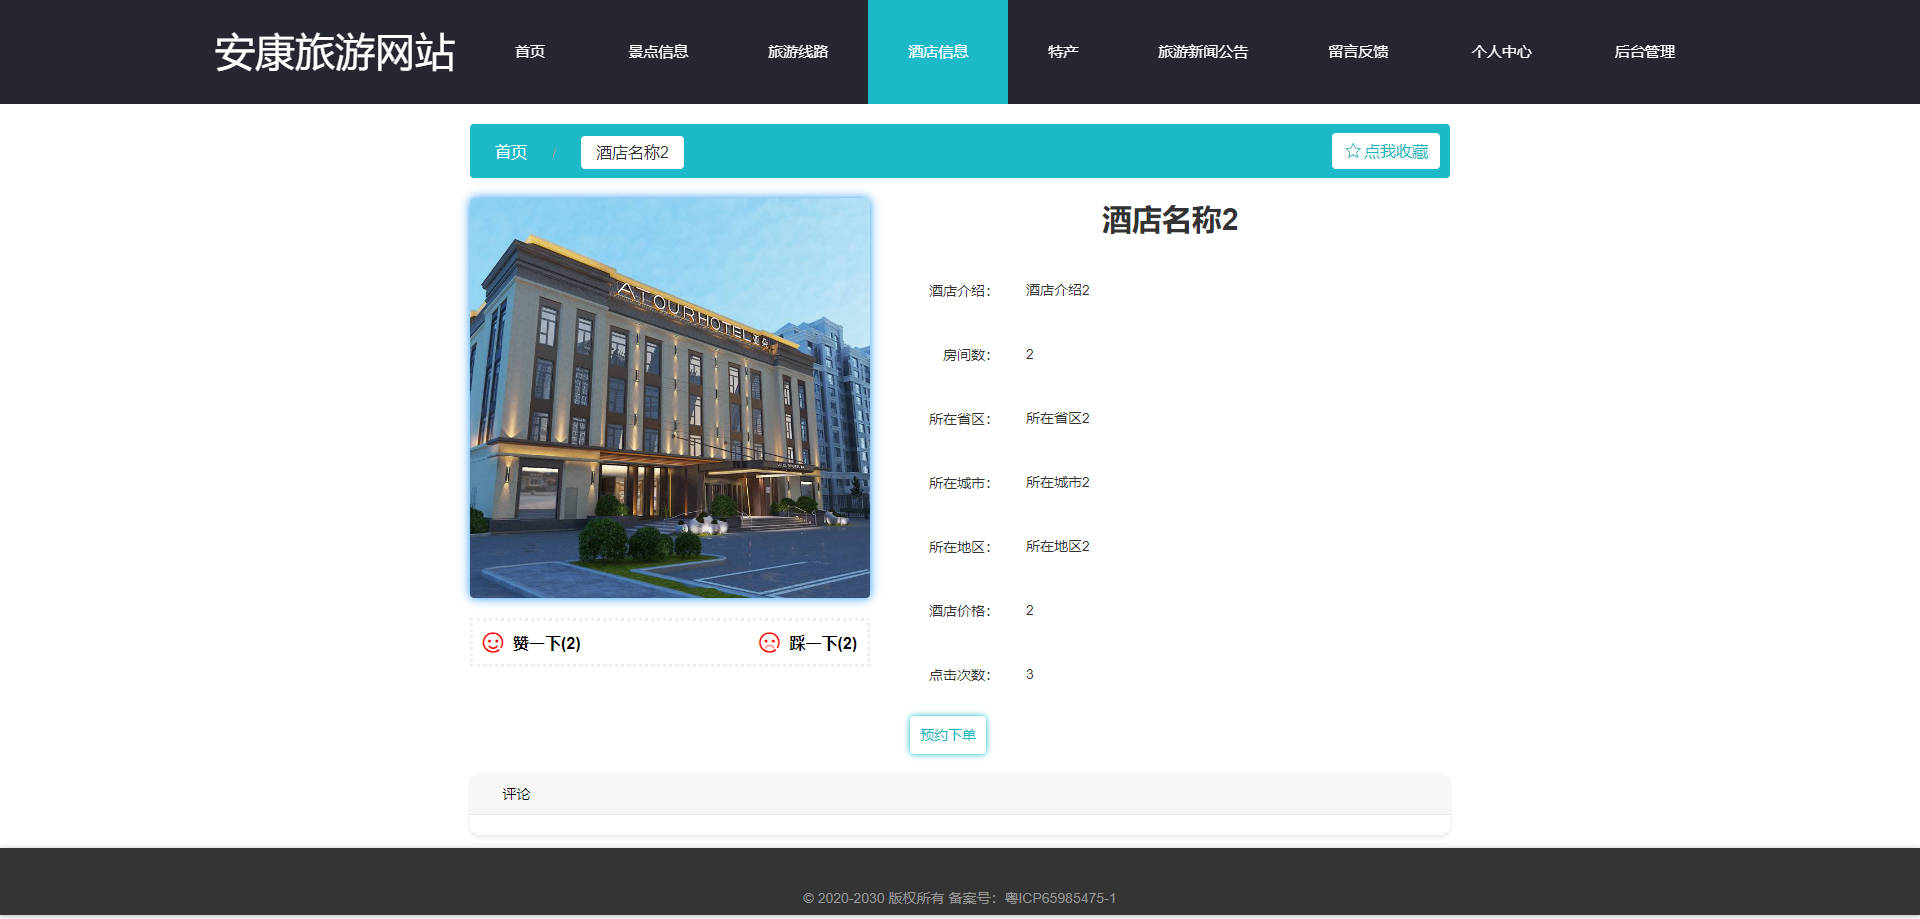 安康旅游网站 首页 景点信息 旅游线路 酒店信息 特产 旅游新闻公告 留言反馈 个人中心 后台管理
首页 / 酒店名称2 ☆点我收藏
酒店名称2
ATOUR HOTEL 亚朵
酒店介绍： 酒店介绍2
房间数： 2
所在省区： 所在省区2
所在城市： 所在城市2
所在地区： 所在地区2
酒店价格： 2
点击次数： 3
赞一下(2) 踩一下(2)
预约下单
评论
© 2020-2030 版权所有 备案号：粤ICP65985475-1